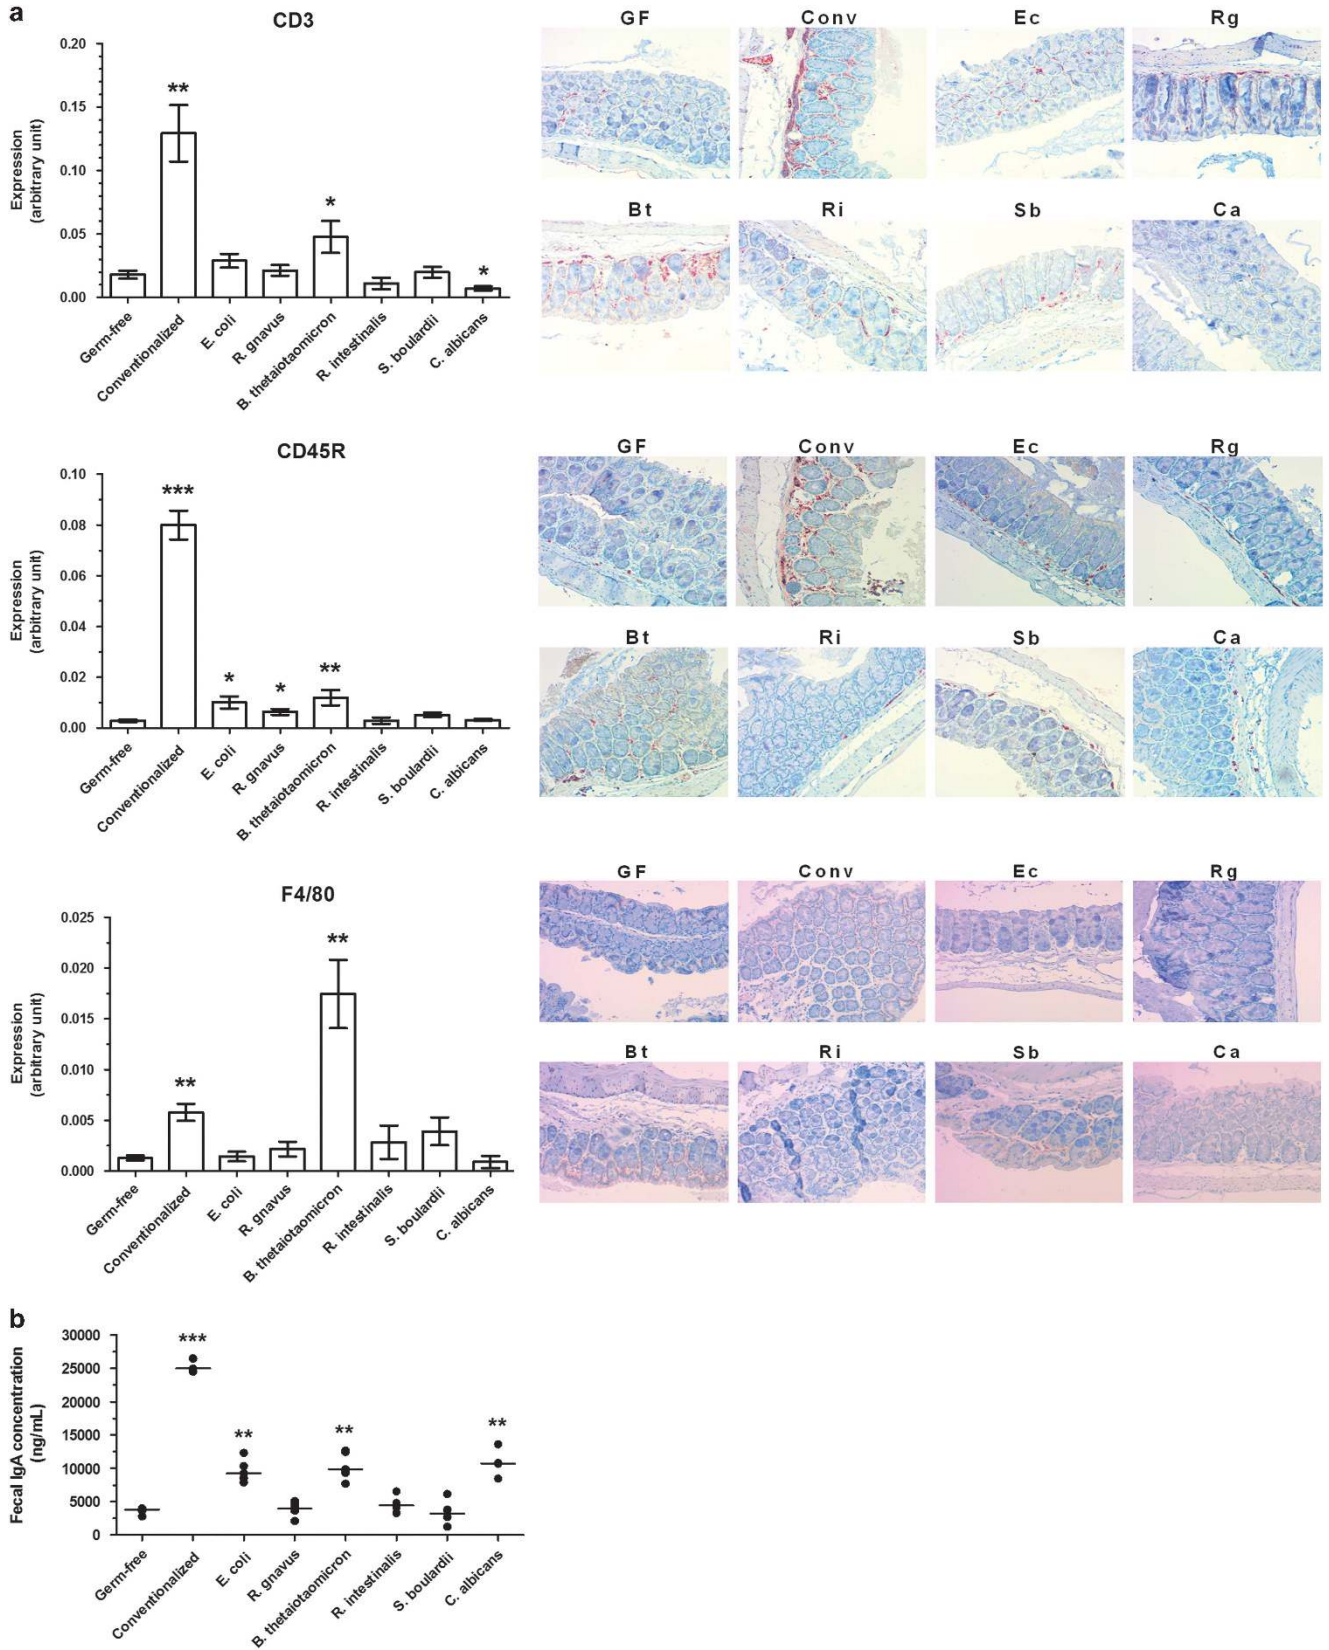 a
CD3
Expression
(arbitrary unit)
0.20
0.15
0.10
0.05
0.00
**
*
*
Germ-free
Conventionalized
E. coli
R. gnavus
B. thetaiotaomicron
R. intestinalis
S. boulardii
C. albicans
GF Conv Ec Rg
Bt Ri Sb Ca
CD45R
Expression
(arbitrary unit)
0.10
0.08
0.06
0.04
0.02
0.00
***
*
*
**
Germ-free
Conventionalized
E. coli
R. gnavus
B. thetaiotaomicron
R. intestinalis
S. boulardii
C. albicans
GF Conv Ec Rg
Bt Ri Sb Ca
F4/80
Expression
(arbitrary unit)
0.025
0.020
0.015
0.010
0.005
0.000
**
**
Germ-free
Conventionalized
E. coli
R. gnavus
B. thetaiotaomicron
R. intestinalis
S. boulardii
C. albicans
GF Conv Ec Rg
Bt Ri Sb Ca
b
Fecal IgA concentration
(ng/mL)
30000
25000
20000
15000
10000
5000
0
***
**
**
**
Germ-free
Conventionalized
E. coli
R. gnavus
B. thetaiotaomicron
R. intestinalis
S. boulardii
C. albicans